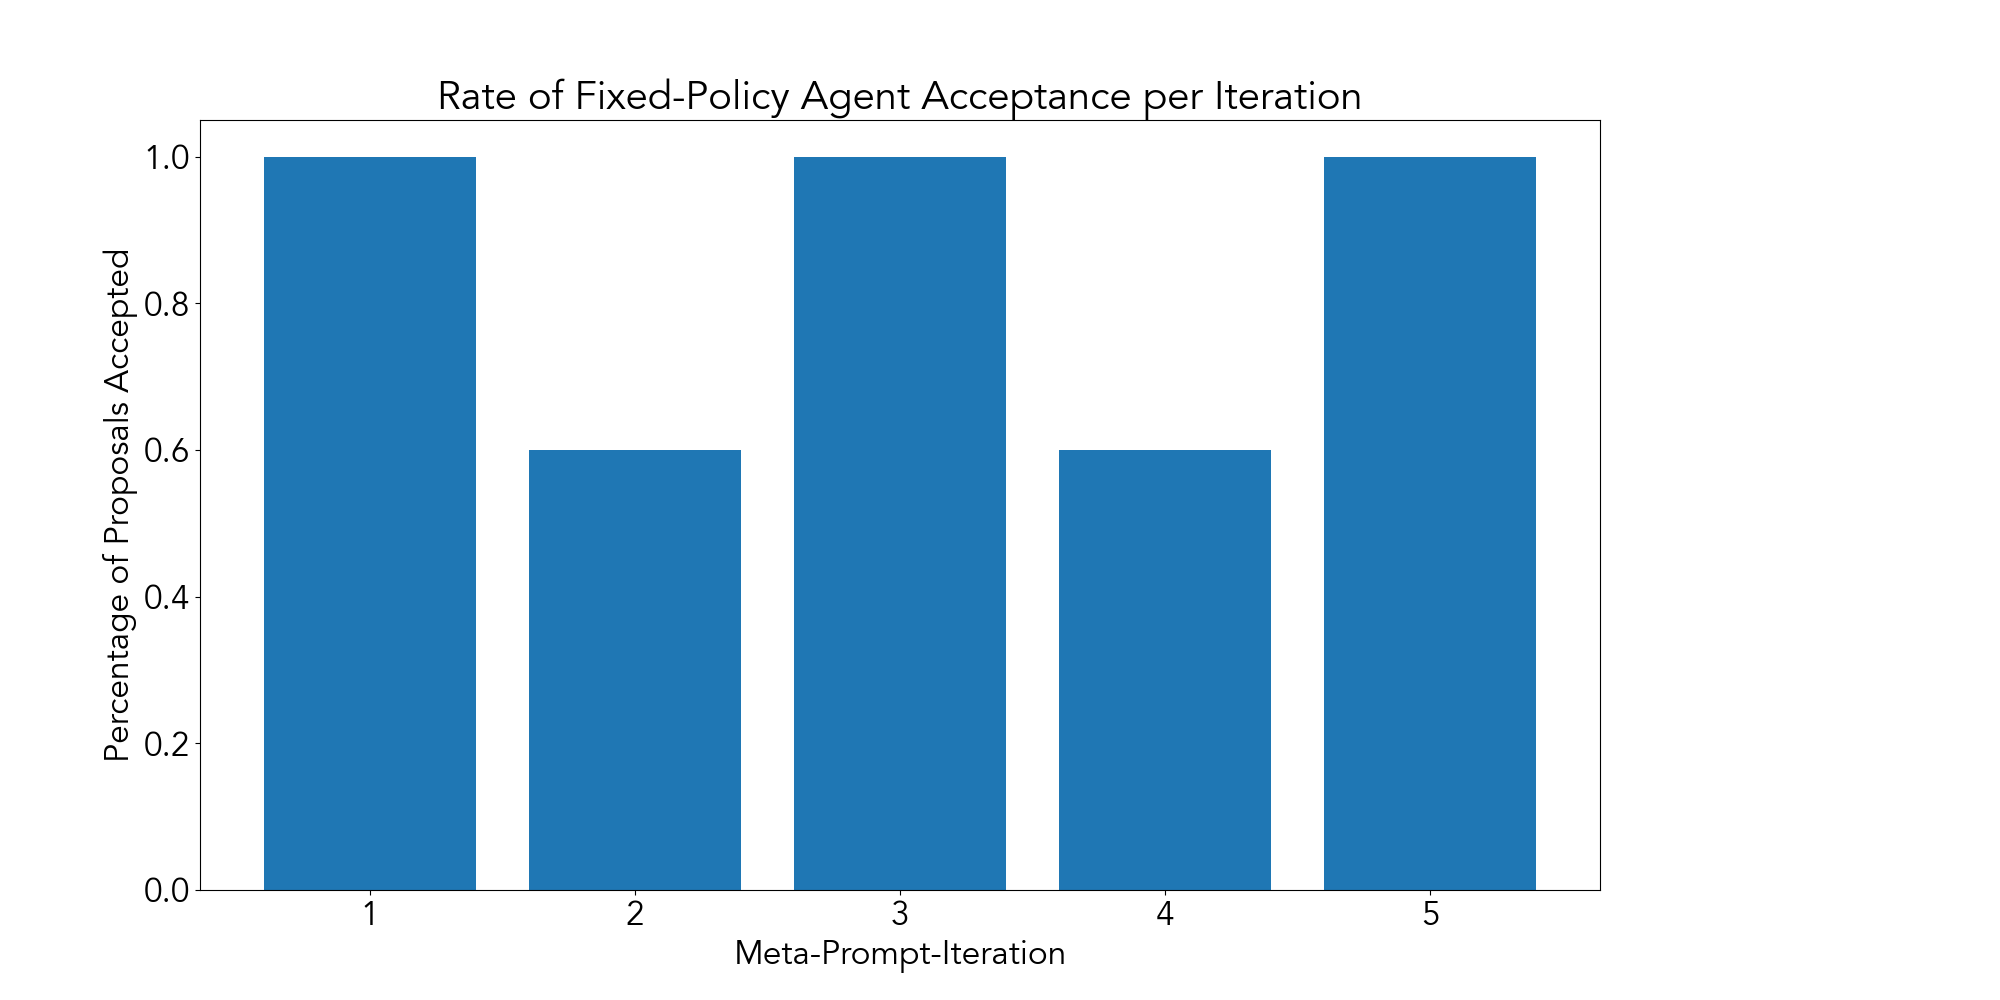 Rate of Fixed-Policy Agent Acceptance per Iteration
Percentage of Proposals Accepted
1.0
0.8
0.6
0.4
0.2
0.0
1 2 3 4 5
Meta-Prompt-Iteration